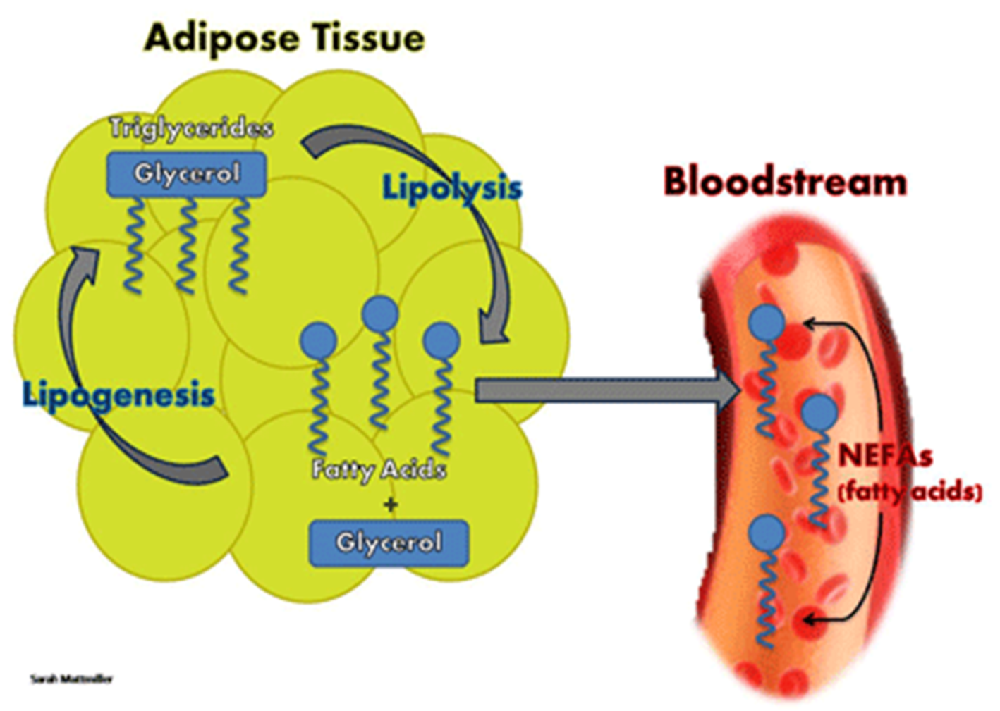 Adipose Tissue
Triglycerides
Glycerol
Lipolysis
Bloodstream
Lipogenesis
Fatty Acids
+
Glycerol
NEFAs
(fatty acids)
Sarah Mattmiller